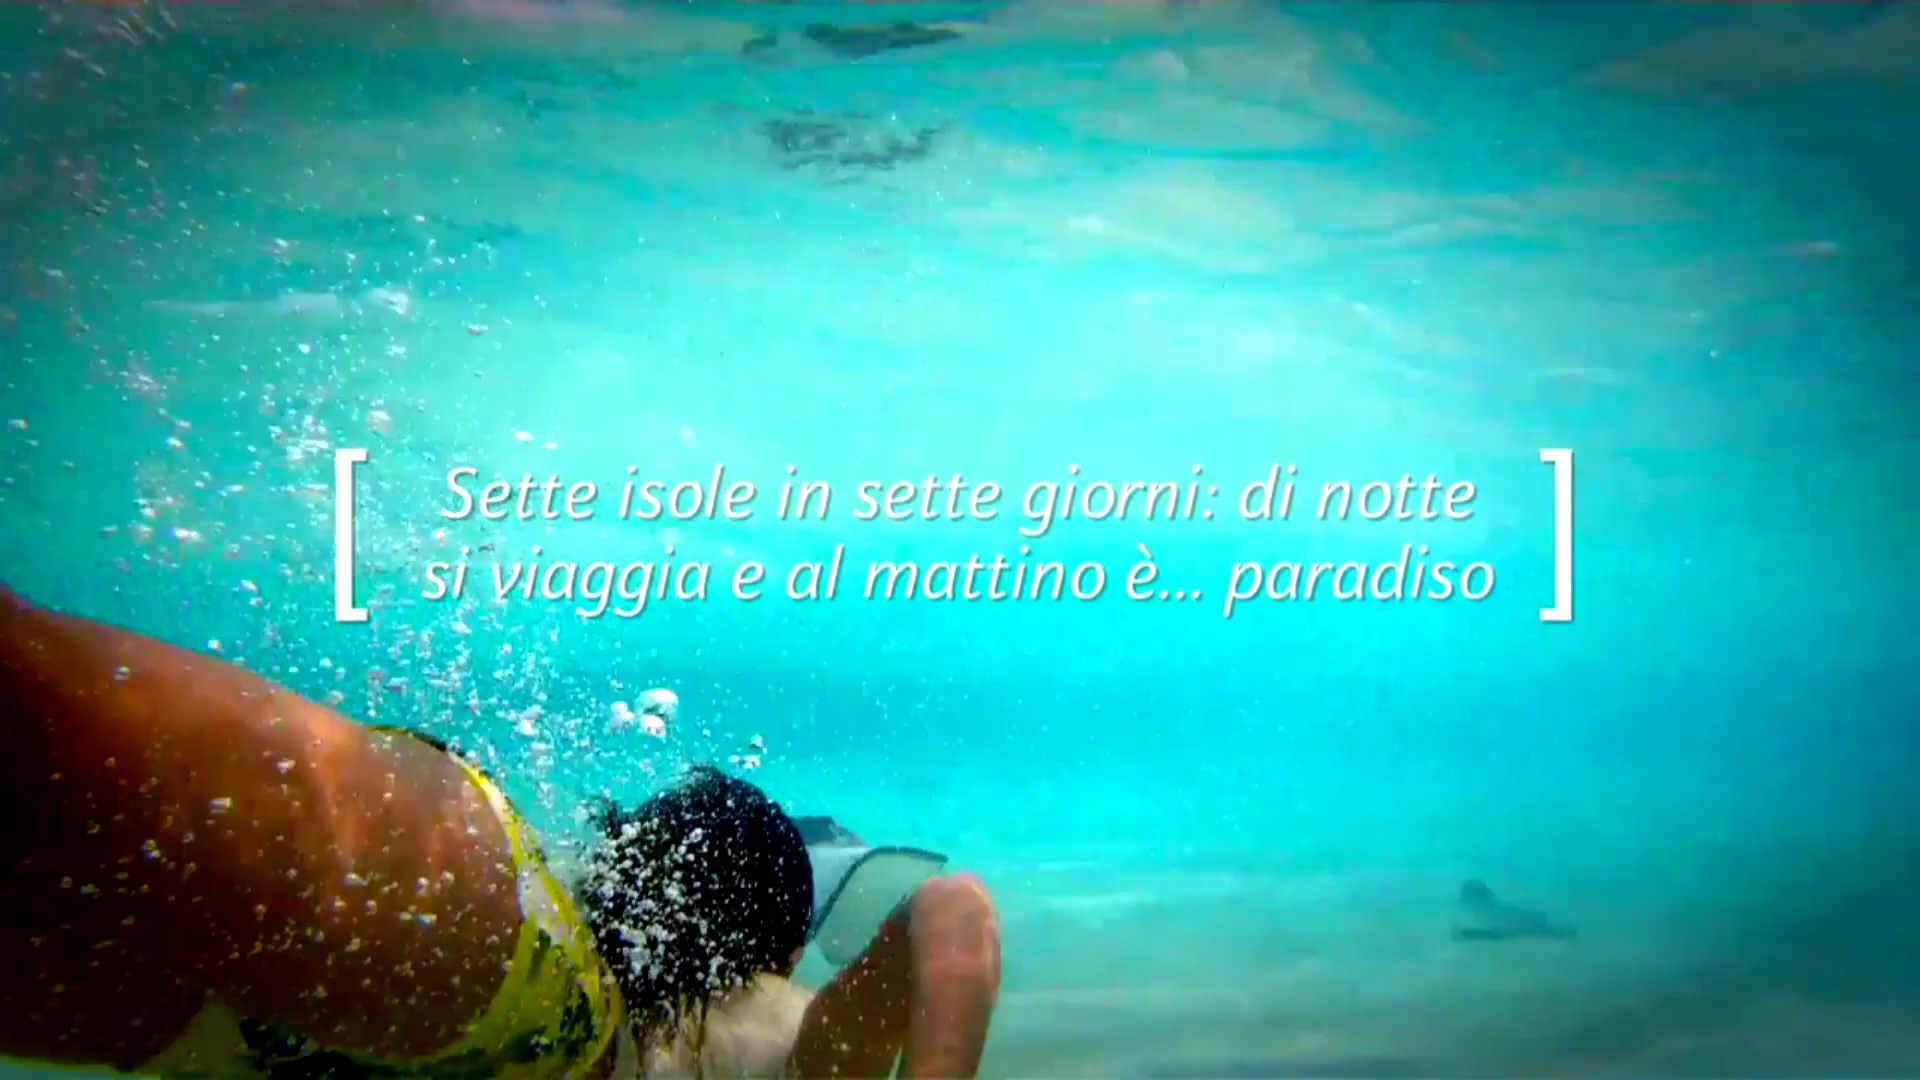 [ Sette isole in sette giorni: di notte
si viaggia e al mattino è... paradiso ]